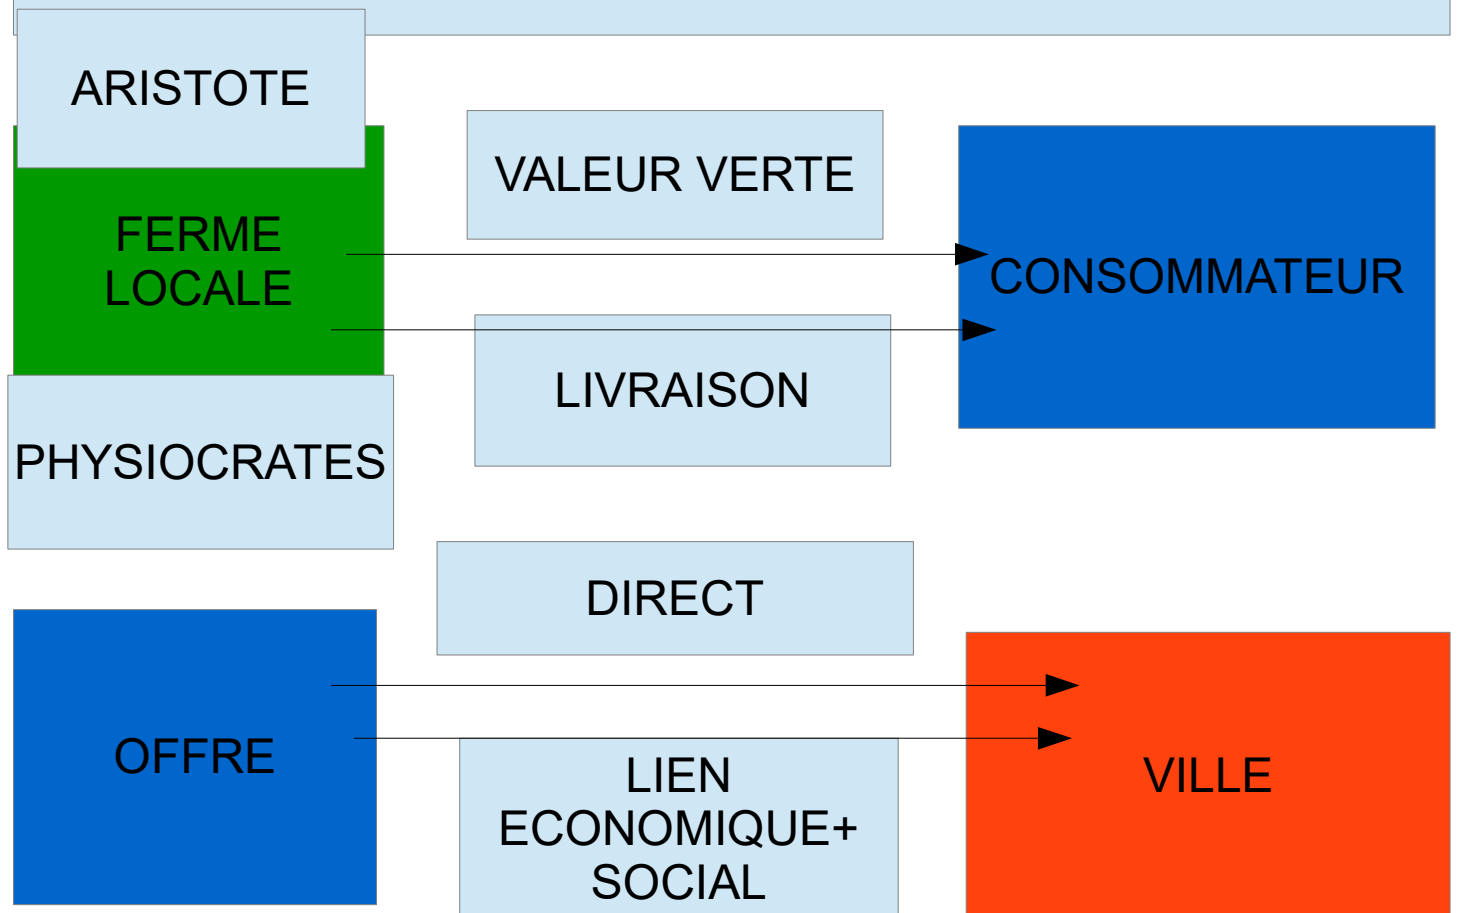 ARISTOTE
VALEUR VERTE
FERME
LOCALE
CONSOMMATEUR
LIVRAISON
PHYSIOCRATES
DIRECT
OFFRE
LIEN
ECONOMIQUE+
SOCIAL
VILLE